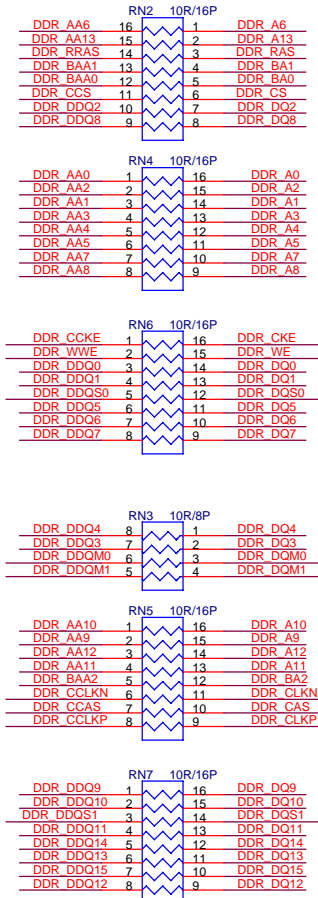 RN2 10R/16P
DDR_AA6 16 1 DDR_A6
DDR_AA13 15 2 DDR_A13
DDR_RRAS 14 3 DDR_RAS
DDR_BAA1 13 4 DDR_BA1
DDR_BAA0 12 5 DDR_BA0
DDR_CCS 11 6 DDR_CS
DDR_DDQ2 10 7 DDR_DQ2
DDR_DDQ8 9 8 DDR_DQ8
RN4 10R/16P
DDR_AA0 1 16 DDR_A0
DDR_AA2 2 15 DDR_A2
DDR_AA1 3 14 DDR_A1
DDR_AA3 4 13 DDR_A3
DDR_AA4 5 12 DDR_A4
DDR_AA5 6 11 DDR_A5
DDR_AA7 7 10 DDR_A7
DDR_AA8 8 9 DDR_A8
RN6 10R/16P
DDR_CCKE 1 16 DDR_CKE
DDR_WWE 2 15 DDR_WE
DDR_DDQ0 3 14 DDR_DQ0
DDR_DDQ1 4 13 DDR_DQ1
DDR_DDQS0 5 12 DDR_DQS0
DDR_DDQ5 6 11 DDR_DQ5
DDR_DDQ6 7 10 DDR_DQ6
DDR_DDQ7 8 9 DDR_DQ7
RN3 10R/8P
DDR_DDQ4 8 1 DDR_DQ4
DDR_DDQ3 7 2 DDR_DQ3
DDR_DDQM0 6 3 DDR_DQM0
DDR_DDQM1 5 4 DDR_DQM1
RN5 10R/16P
DDR_AA10 1 16 DDR_A10
DDR_AA9 2 15 DDR_A9
DDR_AA12 3 14 DDR_A12
DDR_AA11 4 13 DDR_A11
DDR_BAA2 5 12 DDR_BA2
DDR_CCLKN 6 11 DDR_CLKN
DDR_CCAS 7 10 DDR_CAS
DDR_CCLKP 8 9 DDR_CLKP
RN7 10R/16P
DDR_DDQ9 1 16 DDR_DQ9
DDR_DDQ10 2 15 DDR_DQ10
DDR_DDQS1 3 14 DDR_DQS1
DDR_DDQ11 4 13 DDR_DQ11
DDR_DDQ14 5 12 DDR_DQ14
DDR_DDQ13 6 11 DDR_DQ13
DDR_DDQ15 7 10 DDR_DQ15
DDR_DDQ12 8 9 DDR_DQ12